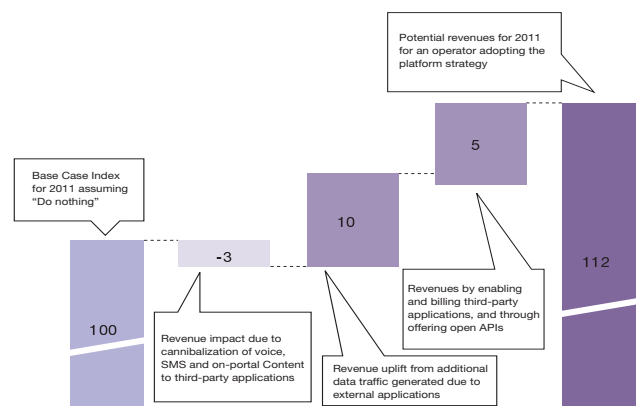 Potential revenues for 2011
for an operator adopting the
platform strategy
5
Base Case Index
for 2011 assuming
“Do nothing”
10
-3
112
100
Revenues by enabling
and billing third-party
applications, and through
offering open APIs
Revenue impact due to
cannibalization of voice,
SMS and on-portal Content
to third-party applications
Revenue uplift from additional
data traffic generated due to
external applications